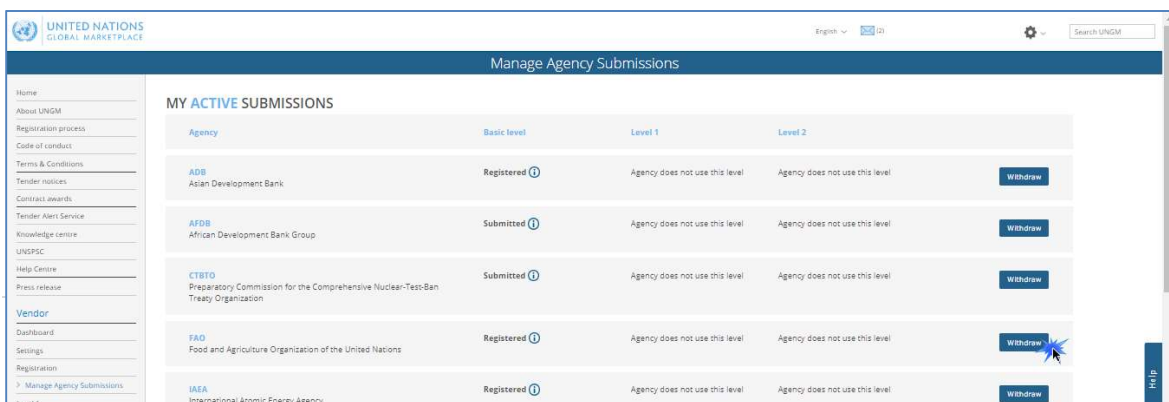 UNITED NATIONS
GLOBAL MARKETPLACE
English
(2)
Search UNGM
Manage Agency Submissions
Home
About UNGM
Registration process
Code of conduct
Terms & Conditions
Tender notices
Contract awards
Tender Alert Service
Knowledge centre
UNSPSC
Help Centre
Press release
Vendor
Dashboard
Settings
Registration
> Manage Agency Submissions
MY ACTIVE SUBMISSIONS
Agency Basic level Level 1 Level 2
ADB Registered Agency does not use this level Agency does not use this level Withdraw
Asian Development Bank
AFDB Submitted Agency does not use this level Agency does not use this level Withdraw
African Development Bank Group
CTBTO Submitted Agency does not use this level Agency does not use this level Withdraw
Preparatory Commission for the Comprehensive Nuclear-Test-Ban
Treaty Organization
FAO Registered Agency does not use this level Agency does not use this level Withdraw
Food and Agriculture Organization of the United Nations
IAEA Registered Agency does not use this level Agency does not use this level Withdraw
International Atomic Energy Agency
Help